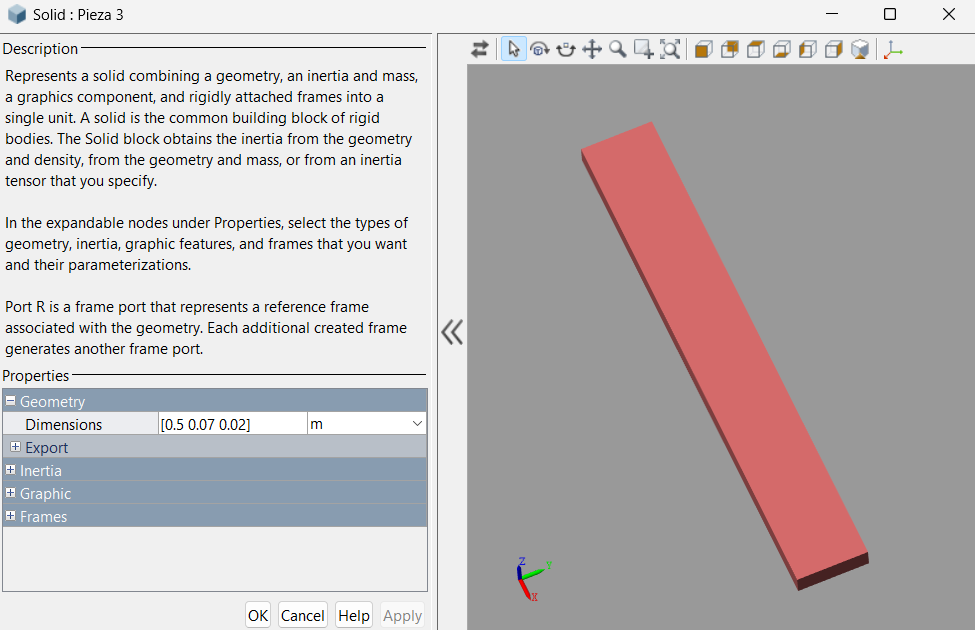 Solid : Pieza 3
Description
Represents a solid combining a geometry, an inertia and mass,
a graphics component, and rigidly attached frames into a
single unit. A solid is the common building block of rigid
bodies. The Solid block obtains the inertia from the geometry
and density, from the geometry and mass, or from an inertia
tensor that you specify.
In the expandable nodes under Properties, select the types of
geometry, inertia, graphic features, and frames that you want
and their parameterizations.
Port R is a frame port that represents a reference frame
associated with the geometry. Each additional created frame
generates another frame port.
Properties
Geometry
Dimensions [0.5 0.07 0.02] m
Export
Inertia
Graphic
Frames
OK Cancel Help Apply
Z
Y
X